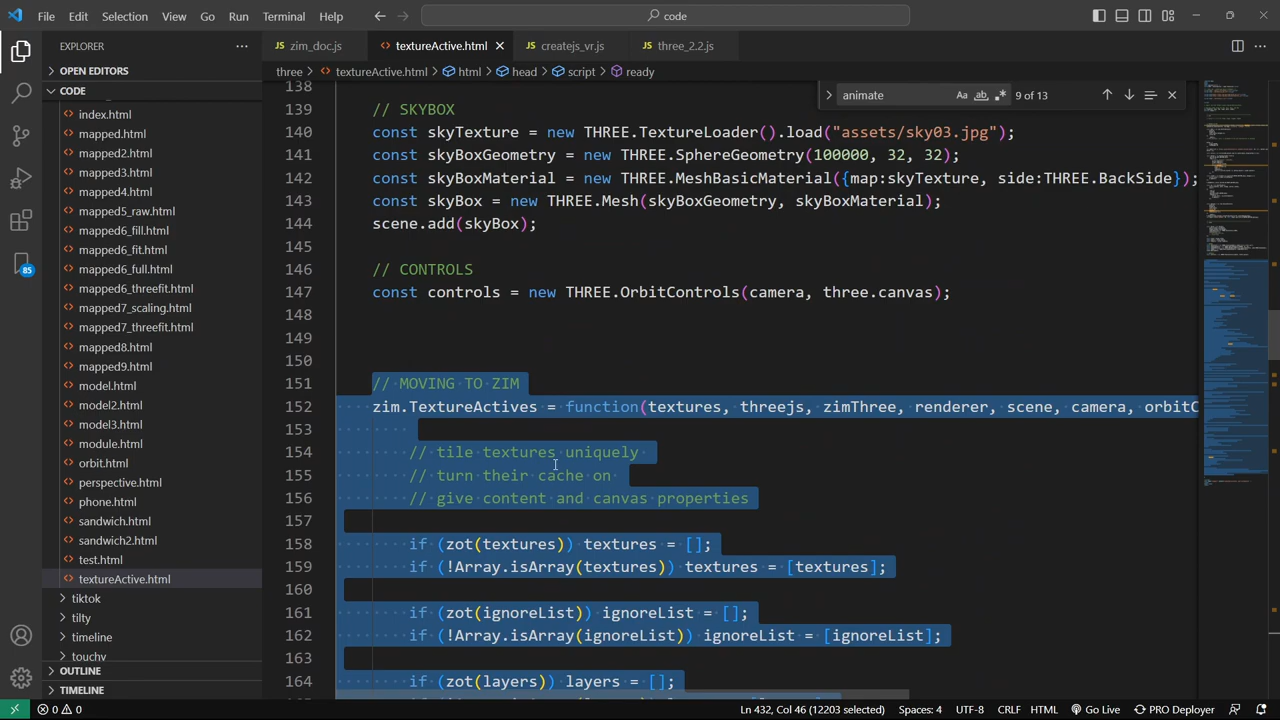 File Edit Selection View Go Run Terminal Help
code
EXPLORER
zim_doc.js textureActive.html createjs_vr.js three_2.2.js
three > textureActive.html > html > head > script > ready
OPEN EDITORS
CODE
index.html
mapped.html
mapped2.html
mapped3.html
mapped4.html
mapped5_raw.html
mapped6_fill.html
mapped6_fit.html
mapped6_full.html
mapped6_threefit.html
mapped7_scaling.html
mapped7_threefit.html
mapped8.html
mapped9.html
model.html
model2.html
model3.html
module.html
orbit.html
perspective.html
phone.html
sandwich.html
sandwich2.html
test.html
textureActive.html
tiktok
tilty
timeline
touchy
OUTLINE
TIMELINE
85
animate Aa ab 9 of 13
138
139 // SKYBOX
140 const skyTexture = new THREE.TextureLoader().load("assets/sky03.jpg");
141 const skyBoxGeometry = new THREE.SphereGeometry(100000, 32, 32);
142 const skyBoxMaterial = new THREE.MeshBasicMaterial({map:skyTexture, side:THREE.BackSide});
143 const skyBox = new THREE.Mesh(skyBoxGeometry, skyBoxMaterial);
144 scene.add(skyBox);
145
146 // CONTROLS
147 const controls = new THREE.OrbitControls(camera, three.canvas);
148
149
150
151 // MOVING TO ZIM
152 zim.TextureActives = function(textures, threejs, zimThree, renderer, scene, camera, orbitC
153
154 // tile textures uniquely
155 // turn their cache on
156 // give content and canvas properties
157
158 if (zot(textures)) textures = [];
159 if (!Array.isArray(textures)) textures = [textures];
160
161 if (zot(ignoreList)) ignoreList = [];
162 if (!Array.isArray(ignoreList)) ignoreList = [ignoreList];
163
164 if (zot(layers)) layers = [];
0 0 Ln 432, Col 46 (12203 selected) Spaces: 4 UTF-8 CRLF HTML Go Live PRO Deployer